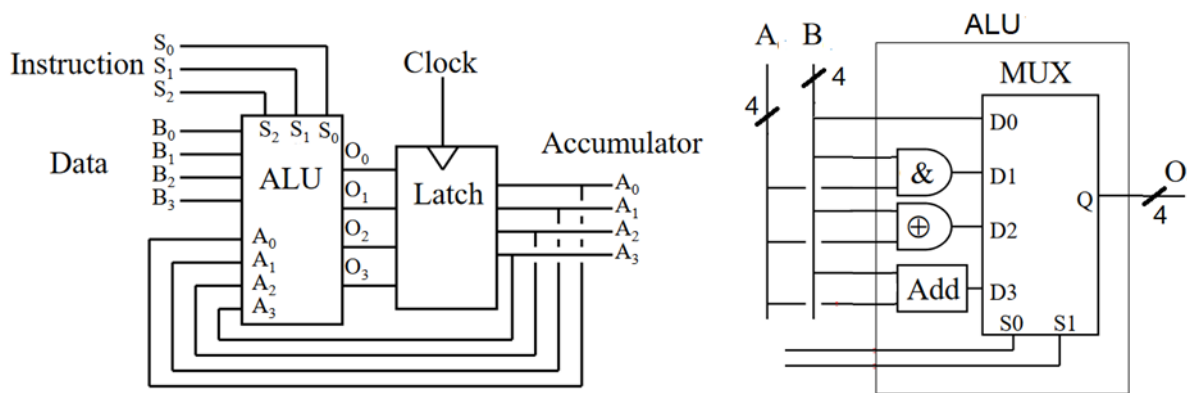 Instruction
S₀
S₁
S₂
Data
B₀
B₁
B₂
B₃
S₂ S₁ S₀
ALU
A₀
A₁
A₂
A₃
O₀
O₁
O₂
O₃
Clock
Latch
Accumulator
A₀
A₁
A₂
A₃
A B
4
4
ALU
MUX
D0
&
D1
⊕
D2
Add
D3
S0 S1
Q
O
4